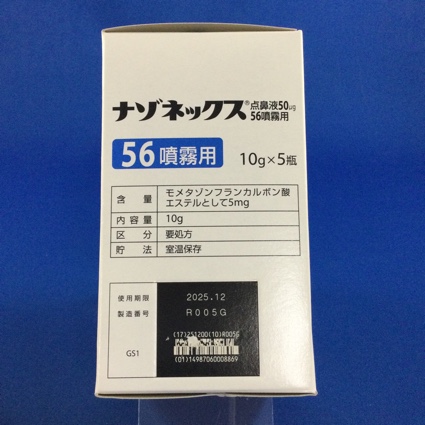 ナゾネックス®点鼻液50µg
56噴霧用
56噴霧用
10g×5瓶
含 量 モメタゾンフランカルボン酸
エステルとして5mg
内容量 10g
区 分 要処方
貯 法 室温保存
使用期限 2025.12
製造番号 R005G
(17)251200(10)R005G
GS1
(01)14987060008869